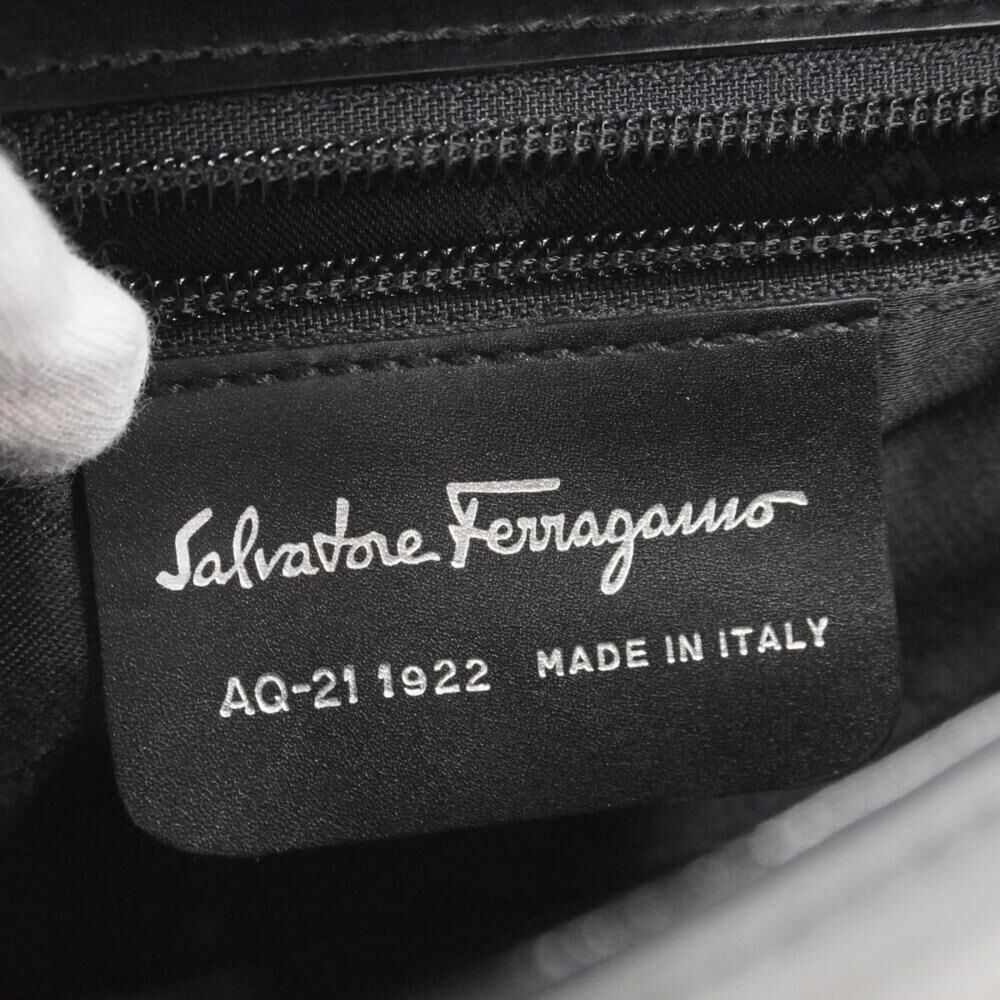 Salvatore Ferragamo
AQ-21 1922 MADE IN ITALY